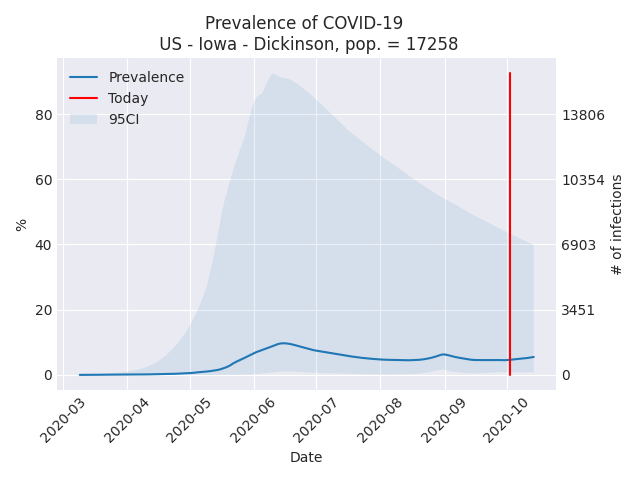 Prevalence of COVID-19
US - Iowa - Dickinson, pop. = 17258
Prevalence
Today
95CI
%
80
60
40
20
0
13806
10354
6903
3451
0
# of infections
2020-03
2020-04
2020-05
2020-06
2020-07
2020-08
2020-09
2020-10
Date